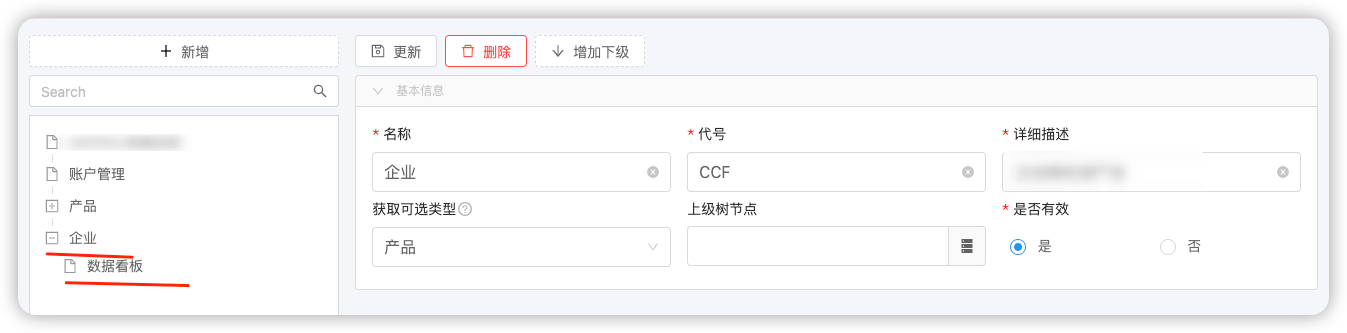 新增
更新
删除
增加下级
Search
基本信息
账户管理
产品
企业
数据看板
* 名称
* 代号
* 详细描述
企业
CCF
获取可选类型
上级树节点
* 是否有效
产品
是
否